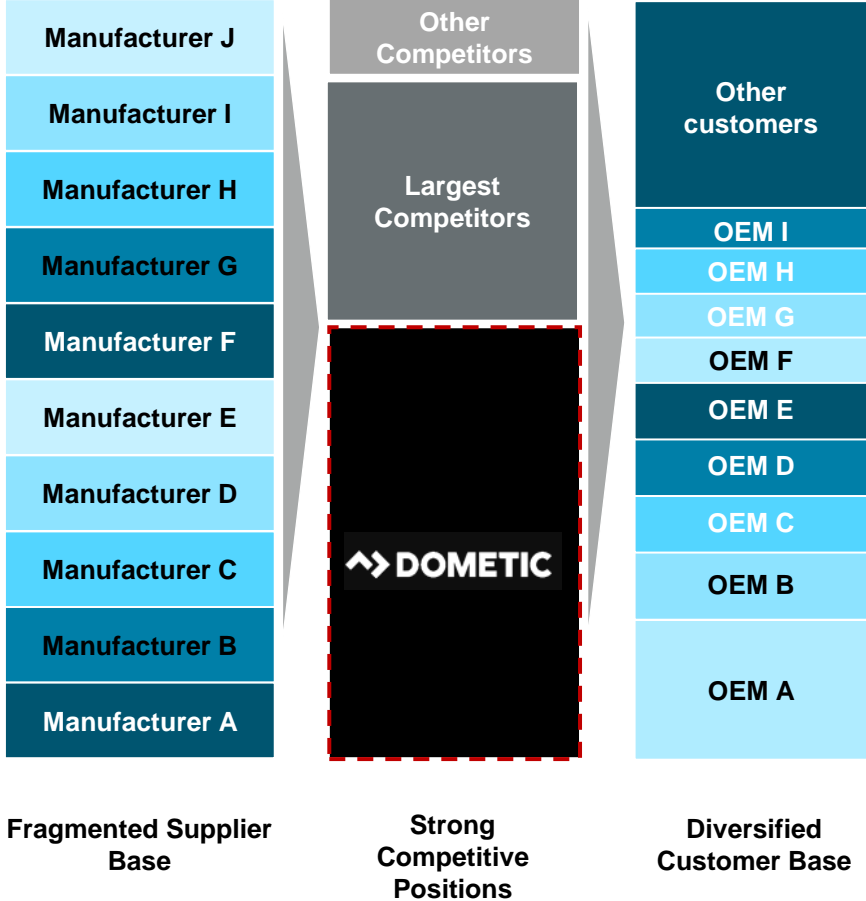 Manufacturer J
Manufacturer I
Manufacturer H
Manufacturer G
Manufacturer F
Manufacturer E
Manufacturer D
Manufacturer C
Manufacturer B
Manufacturer A
Fragmented Supplier
Base
Other
Competitors
Largest
Competitors
DOMETIC
Strong
Competitive
Positions
Other
customers
OEM I
OEM H
OEM G
OEM F
OEM E
OEM D
OEM C
OEM B
OEM A
Diversified
Customer Base